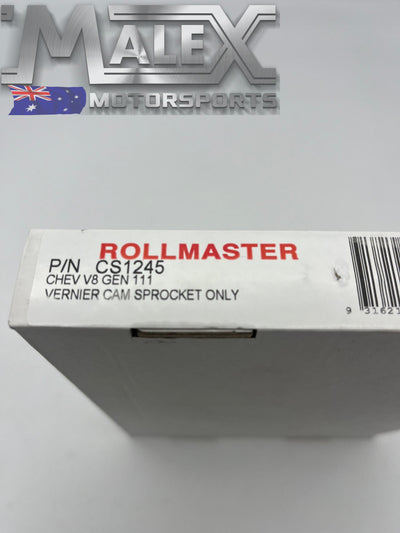 MALEX
MOTORSPORTS
ROLLMASTER
P/N CS1245
CHEV V8 GEN 111
VERNIER CAM SPROCKET ONLY
9 31621